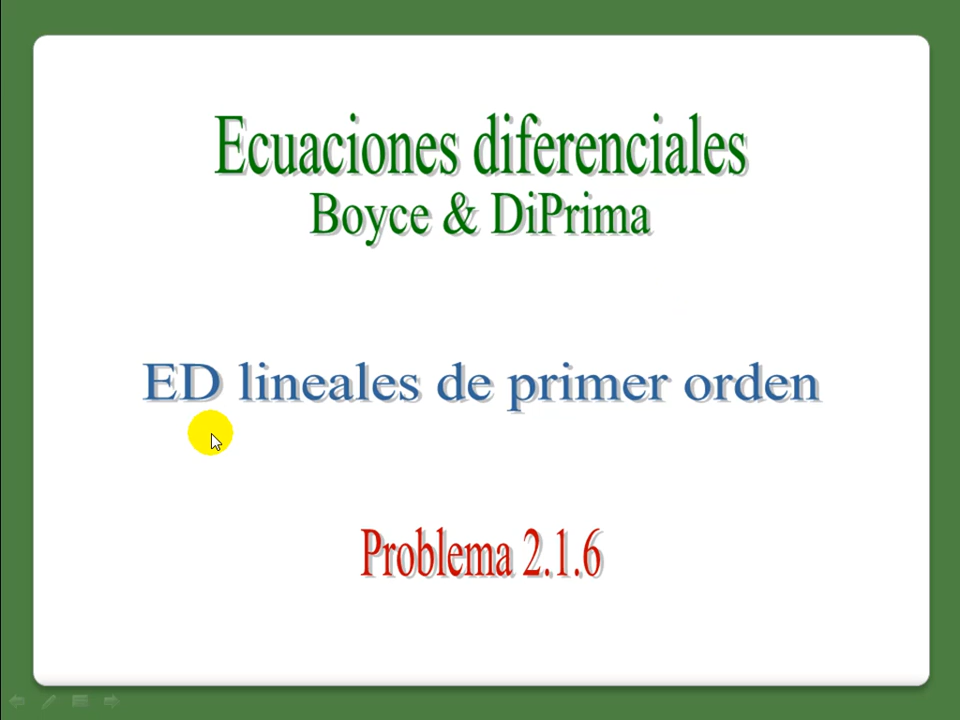 Ecuaciones diferenciales
Boyce & DiPrima
ED lineales de primer orden
Problema 2.1.6